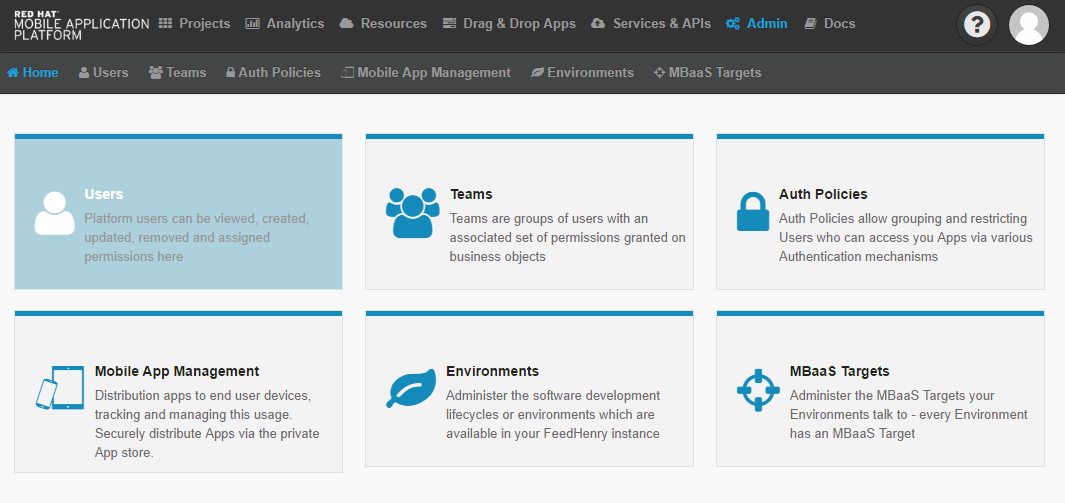 RED HAT
MOBILE APPLICATION
PLATFORM
Projects Analytics Resources Drag & Drop Apps Services & APIs Admin Docs ?
Home Users Teams Auth Policies Mobile App Management Environments MBaaS Targets
Users
Platform users can be viewed, created,
updated, removed and assigned
permissions here
Teams
Teams are groups of users with an
associated set of permissions granted on
business objects
Auth Policies
Auth Policies allow grouping and restricting
Users who can access you Apps via various
Authentication mechanisms
Mobile App Management
Distribution apps to end user devices,
tracking and managing this usage.
Securely distribute Apps via the private
App store.
Environments
Administer the software development
lifecycles or environments which are
available in your FeedHenry instance
MBaaS Targets
Administer the MBaaS Targets your
Environments talk to - every Environment
has an MBaaS Target